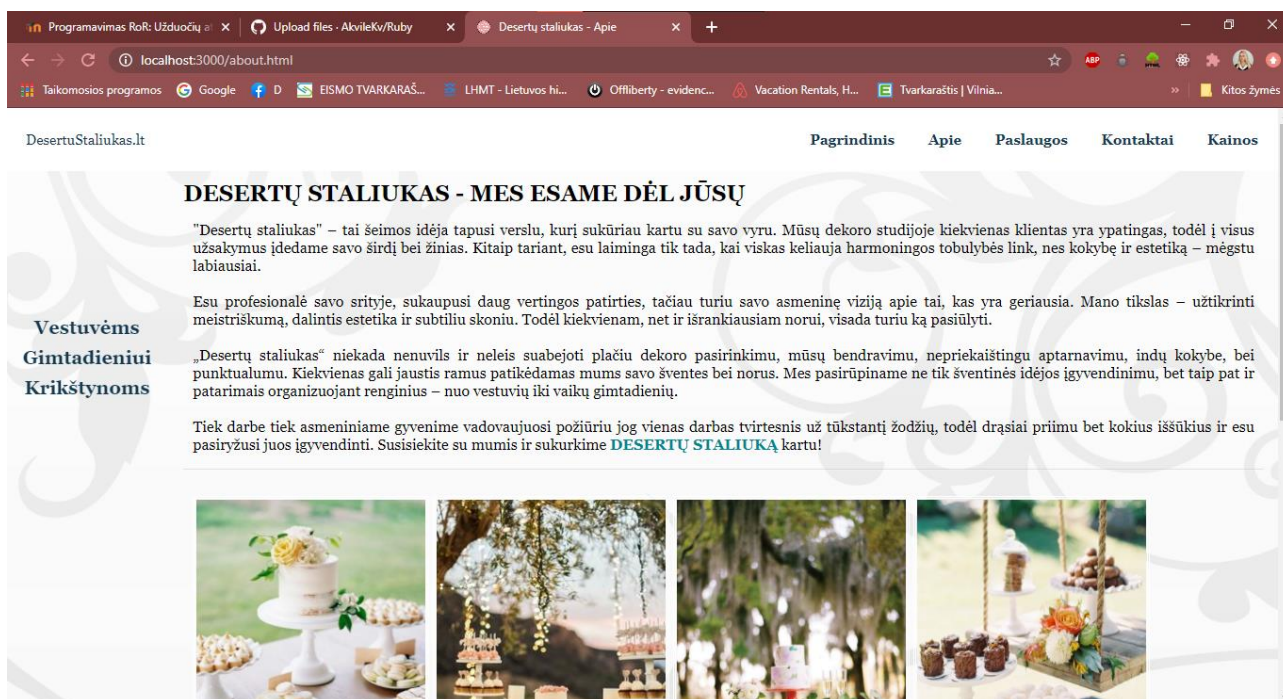 Programavimas RoR: Užduočių a
Upload files · AkvileKv/Ruby
Desertų staliukas - Apie
localhost:3000/about.html
ABP
Taikomosios programos
Google
D
EISMO TVARKARAŠ...
LHMT - Lietuvos hi...
Offliberty - evidenc...
Vacation Rentals, H...
Tvarkaraštis | Vilnia...
Kitos žymės
DesertuStaliukas.lt
Pagrindinis
Apie
Paslaugos
Kontaktai
Kainos
DESERTŲ STALIUKAS - MES ESAME DĖL JŪSŲ
"Desertų staliukas" – tai šeimos idėja tapusi verslu, kurį sukūriau kartu su savo vyru. Mūsų dekoro studijoje kiekvienas klientas yra ypatingas, todėl į visus
užsakymus įdedame savo širdį bei žinias. Kitaip tariant, esu laiminga tik tada, kai viskas keliauja harmoningos tobulybės link, nes kokybę ir estetiką – mėgstu
labiausiai.
Esu profesionalė savo srityje, sukaupusi daug vertingos patirties, tačiau turiu savo asmeninę viziją apie tai, kas yra geriausia. Mano tikslas – užtikrinti
meistriškumą, dalintis estetika ir subtiliu skoniu. Todėl kiekvienam, net ir išrankiausiam norui, visada turiu ką pasiūlyti.
„Desertų staliukas“ niekada nenuvils ir neleis suabejoti plačiu dekoro pasirinkimu, mūsų bendravimu, nepriekaištingu aptarnavimu, indų kokybe, bei
punktualumu. Kiekvienas gali jaustis ramus patikėdamas mums savo šventes bei norus. Mes pasirūpiname ne tik šventinės idėjos įgyvendinimu, bet taip pat ir
patarimais organizuojant renginius – nuo vestuvių iki vaikų gimtadienių.
Tiek darbe tiek asmeniniame gyvenime vadovaujuosi požiūriu jog vienas darbas tvirtesnis už tūkstantį žodžių, todėl drąsiai priimu bet kokius iššūkius ir esu
pasiryžusi juos įgyvendinti. Susisiekite su mumis ir sukurkime DESERTŲ STALIUKĄ kartu!
Vestuvėms
Gimtadieniui
Krikštynoms